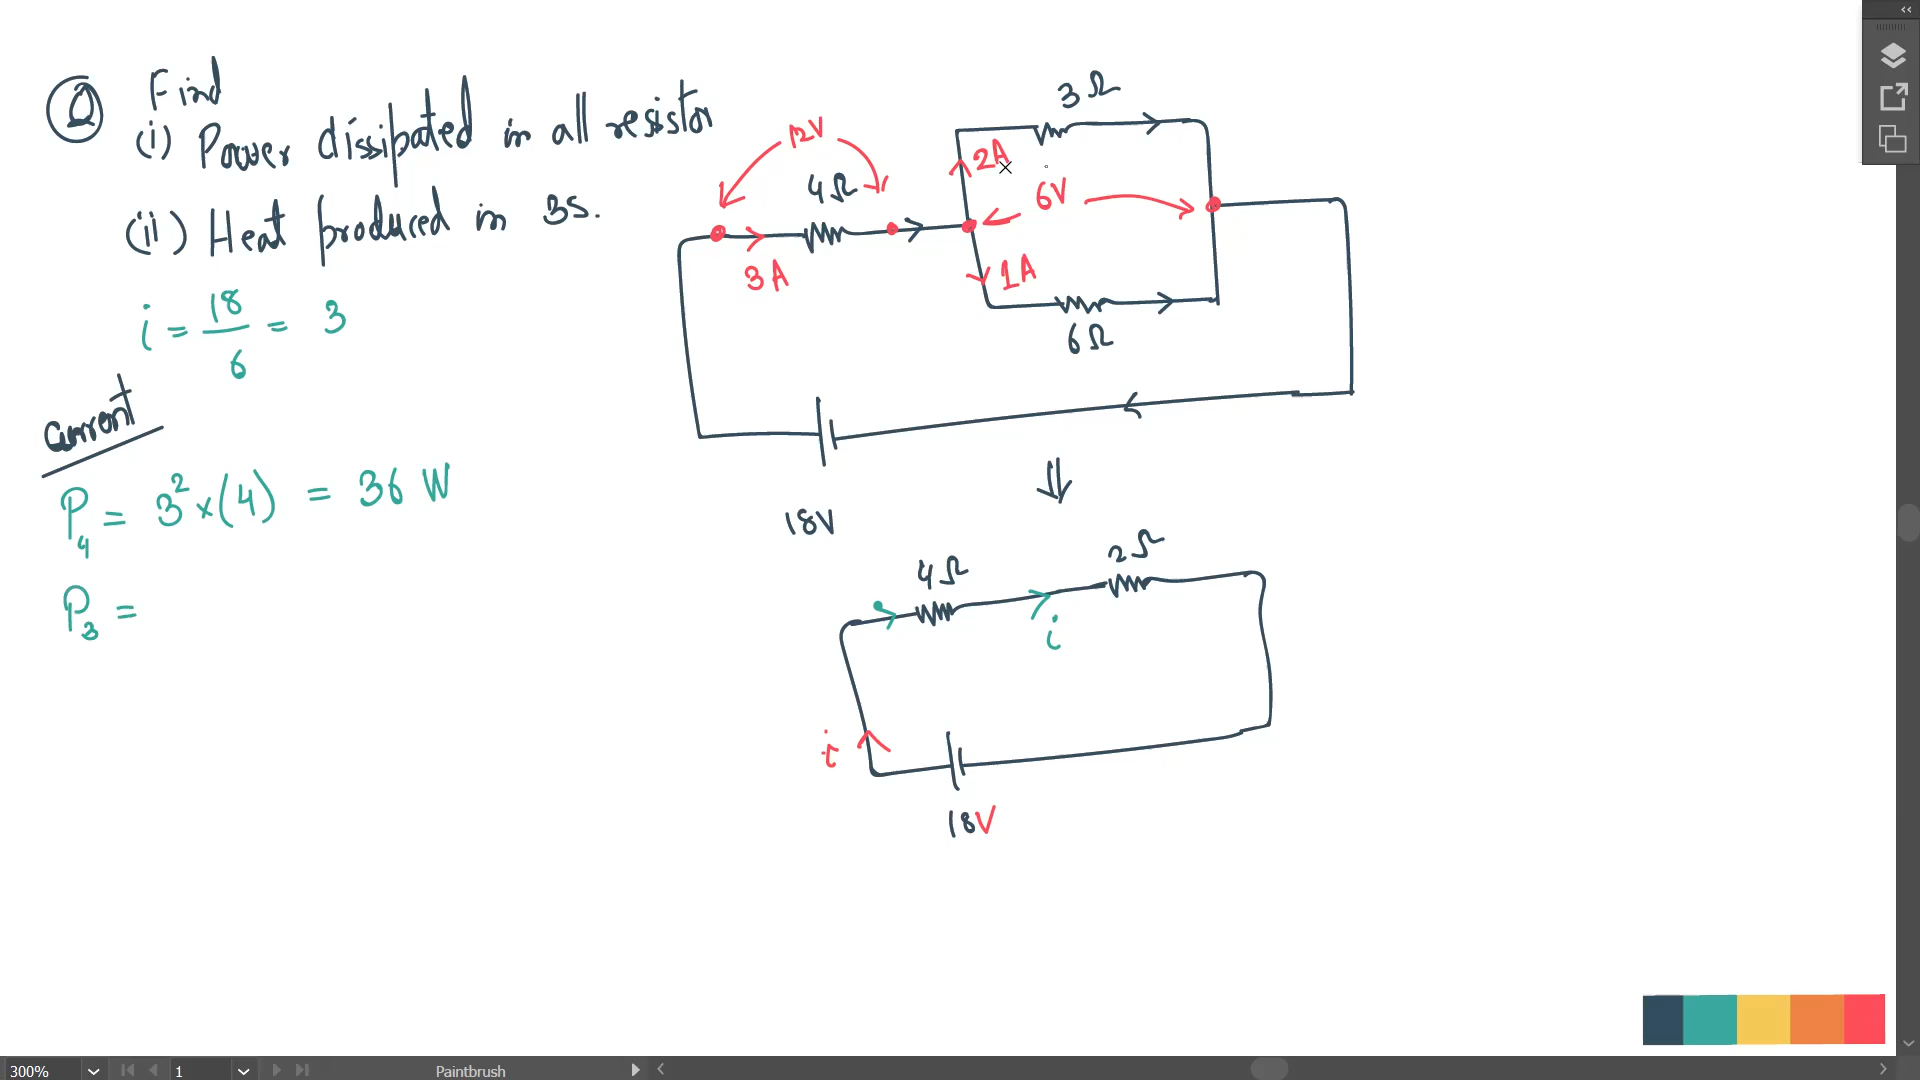 Q Find
(i) Power dissipated in all resistor
(ii) Heat produced in 3S.
i = 18/6 = 3
Current
P4 = 3² × (4) = 36 W
P3 =
12V
4Ω
3A
3Ω
2A
6V
1A
6Ω
18V
4Ω
2Ω
i
i
18V
300%
1
Paintbrush